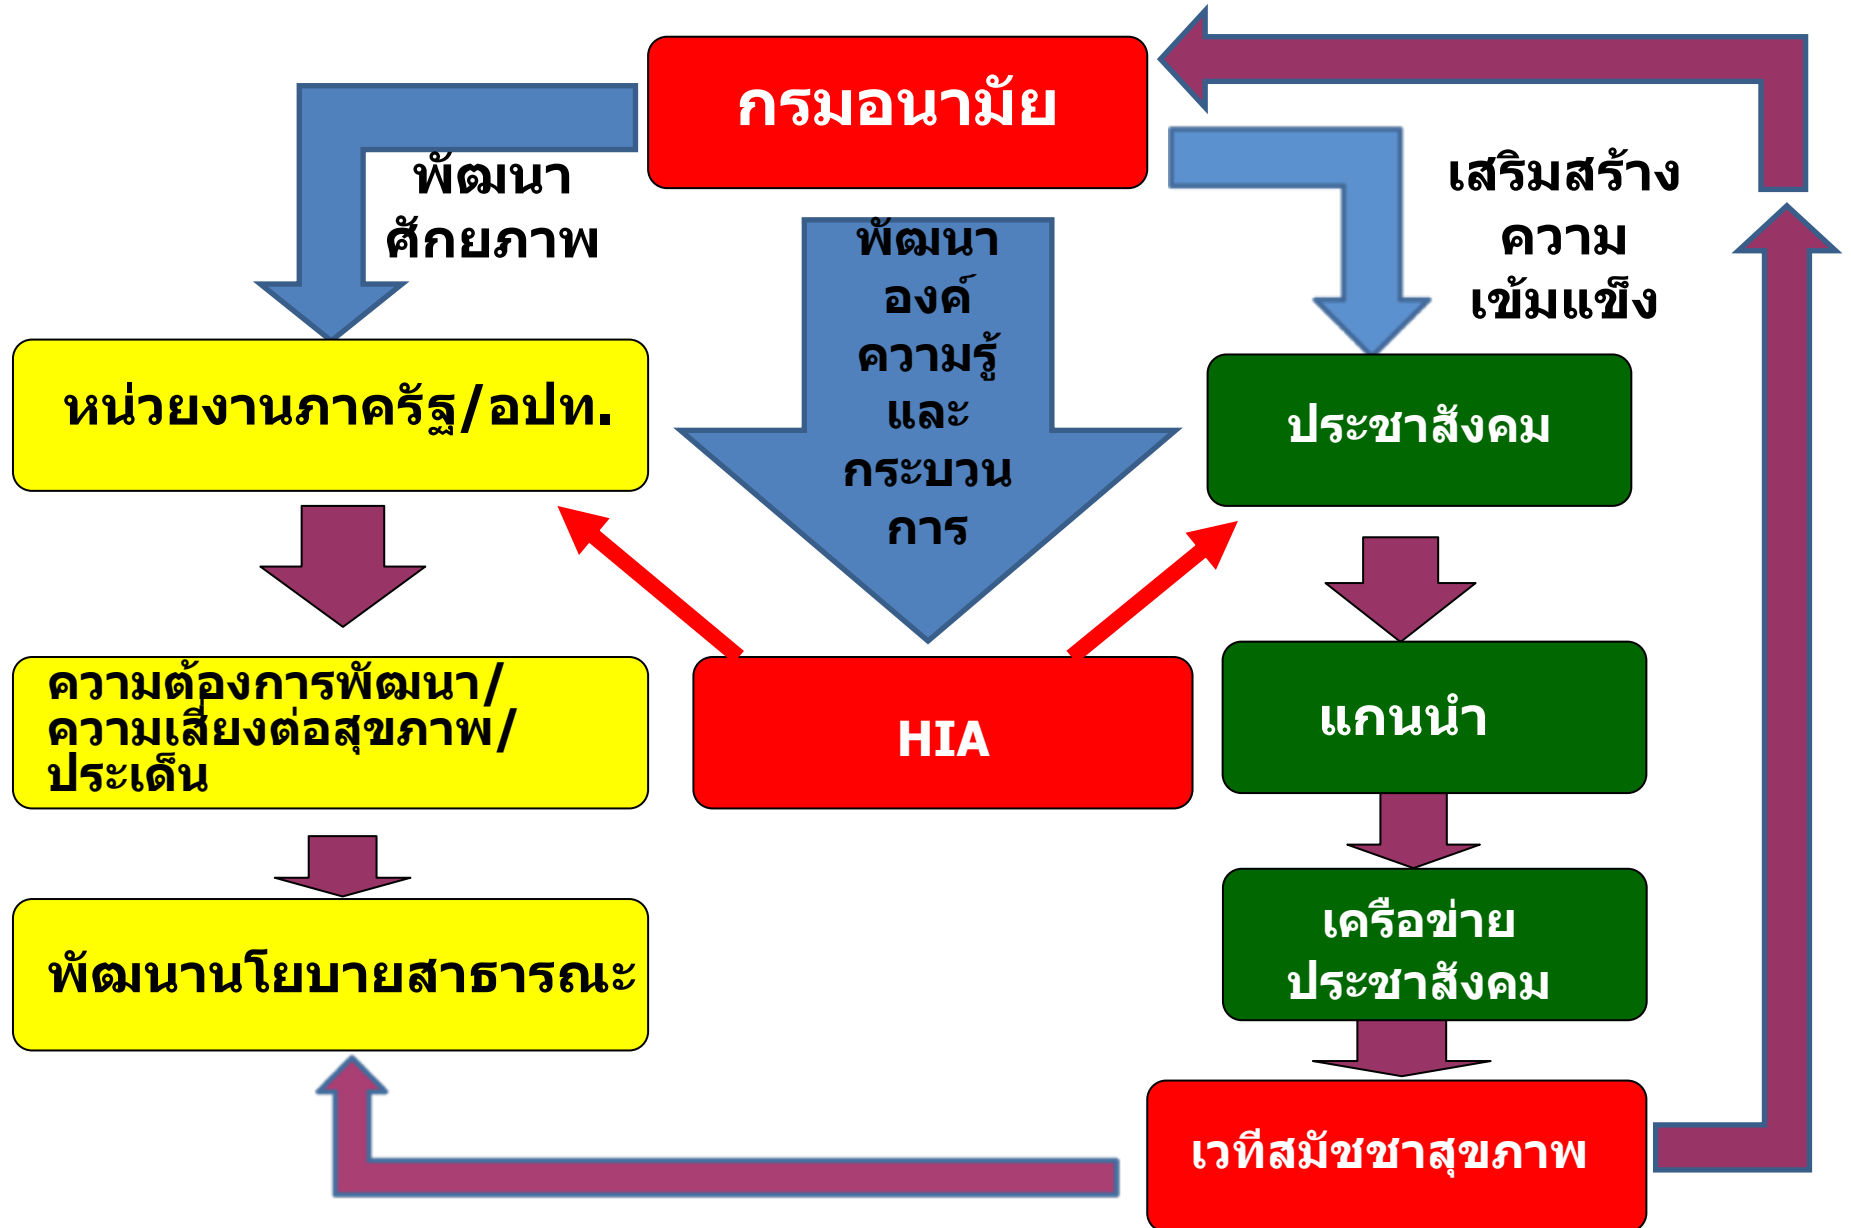 กรมอนามัย
พัฒนา
ศักยภาพ
พัฒนา
องค์
ความรู้
และ
กระบวน
การ
เสริมสร้าง
ความ
เข้มแข็ง
หน่วยงานภาครัฐ/อปท.
ประชาสังคม
ความต้องการพัฒนา/
ความเสี่ยงต่อสุขภาพ/
ประเด็น
HIA
แกนนำ
พัฒนานโยบายสาธารณะ
เครือข่าย
ประชาสังคม
เวทีสมัชชาสุขภาพ